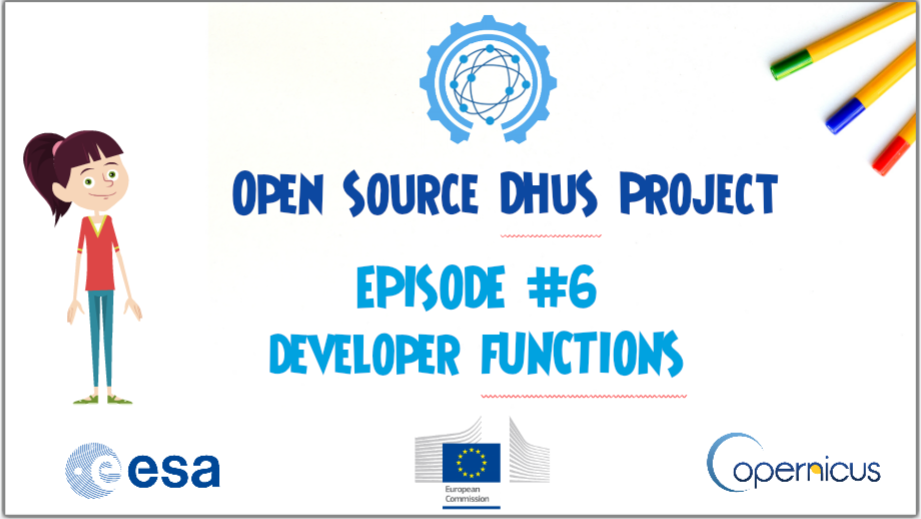 OPEN SOURCE DHUS PROJECT
EPISODE #6
DEVELOPER FUNCTIONS
esa
European
Commission
opernicus